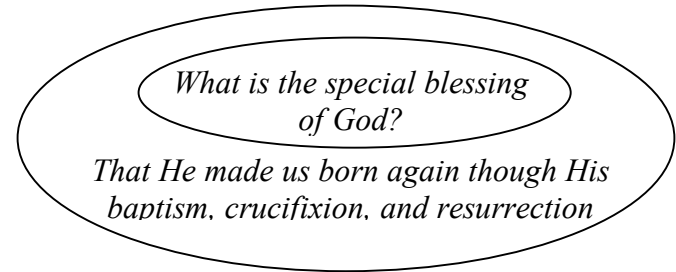 What is the special blessing
of God?
That He made us born again though His
baptism, crucifixion, and resurrection